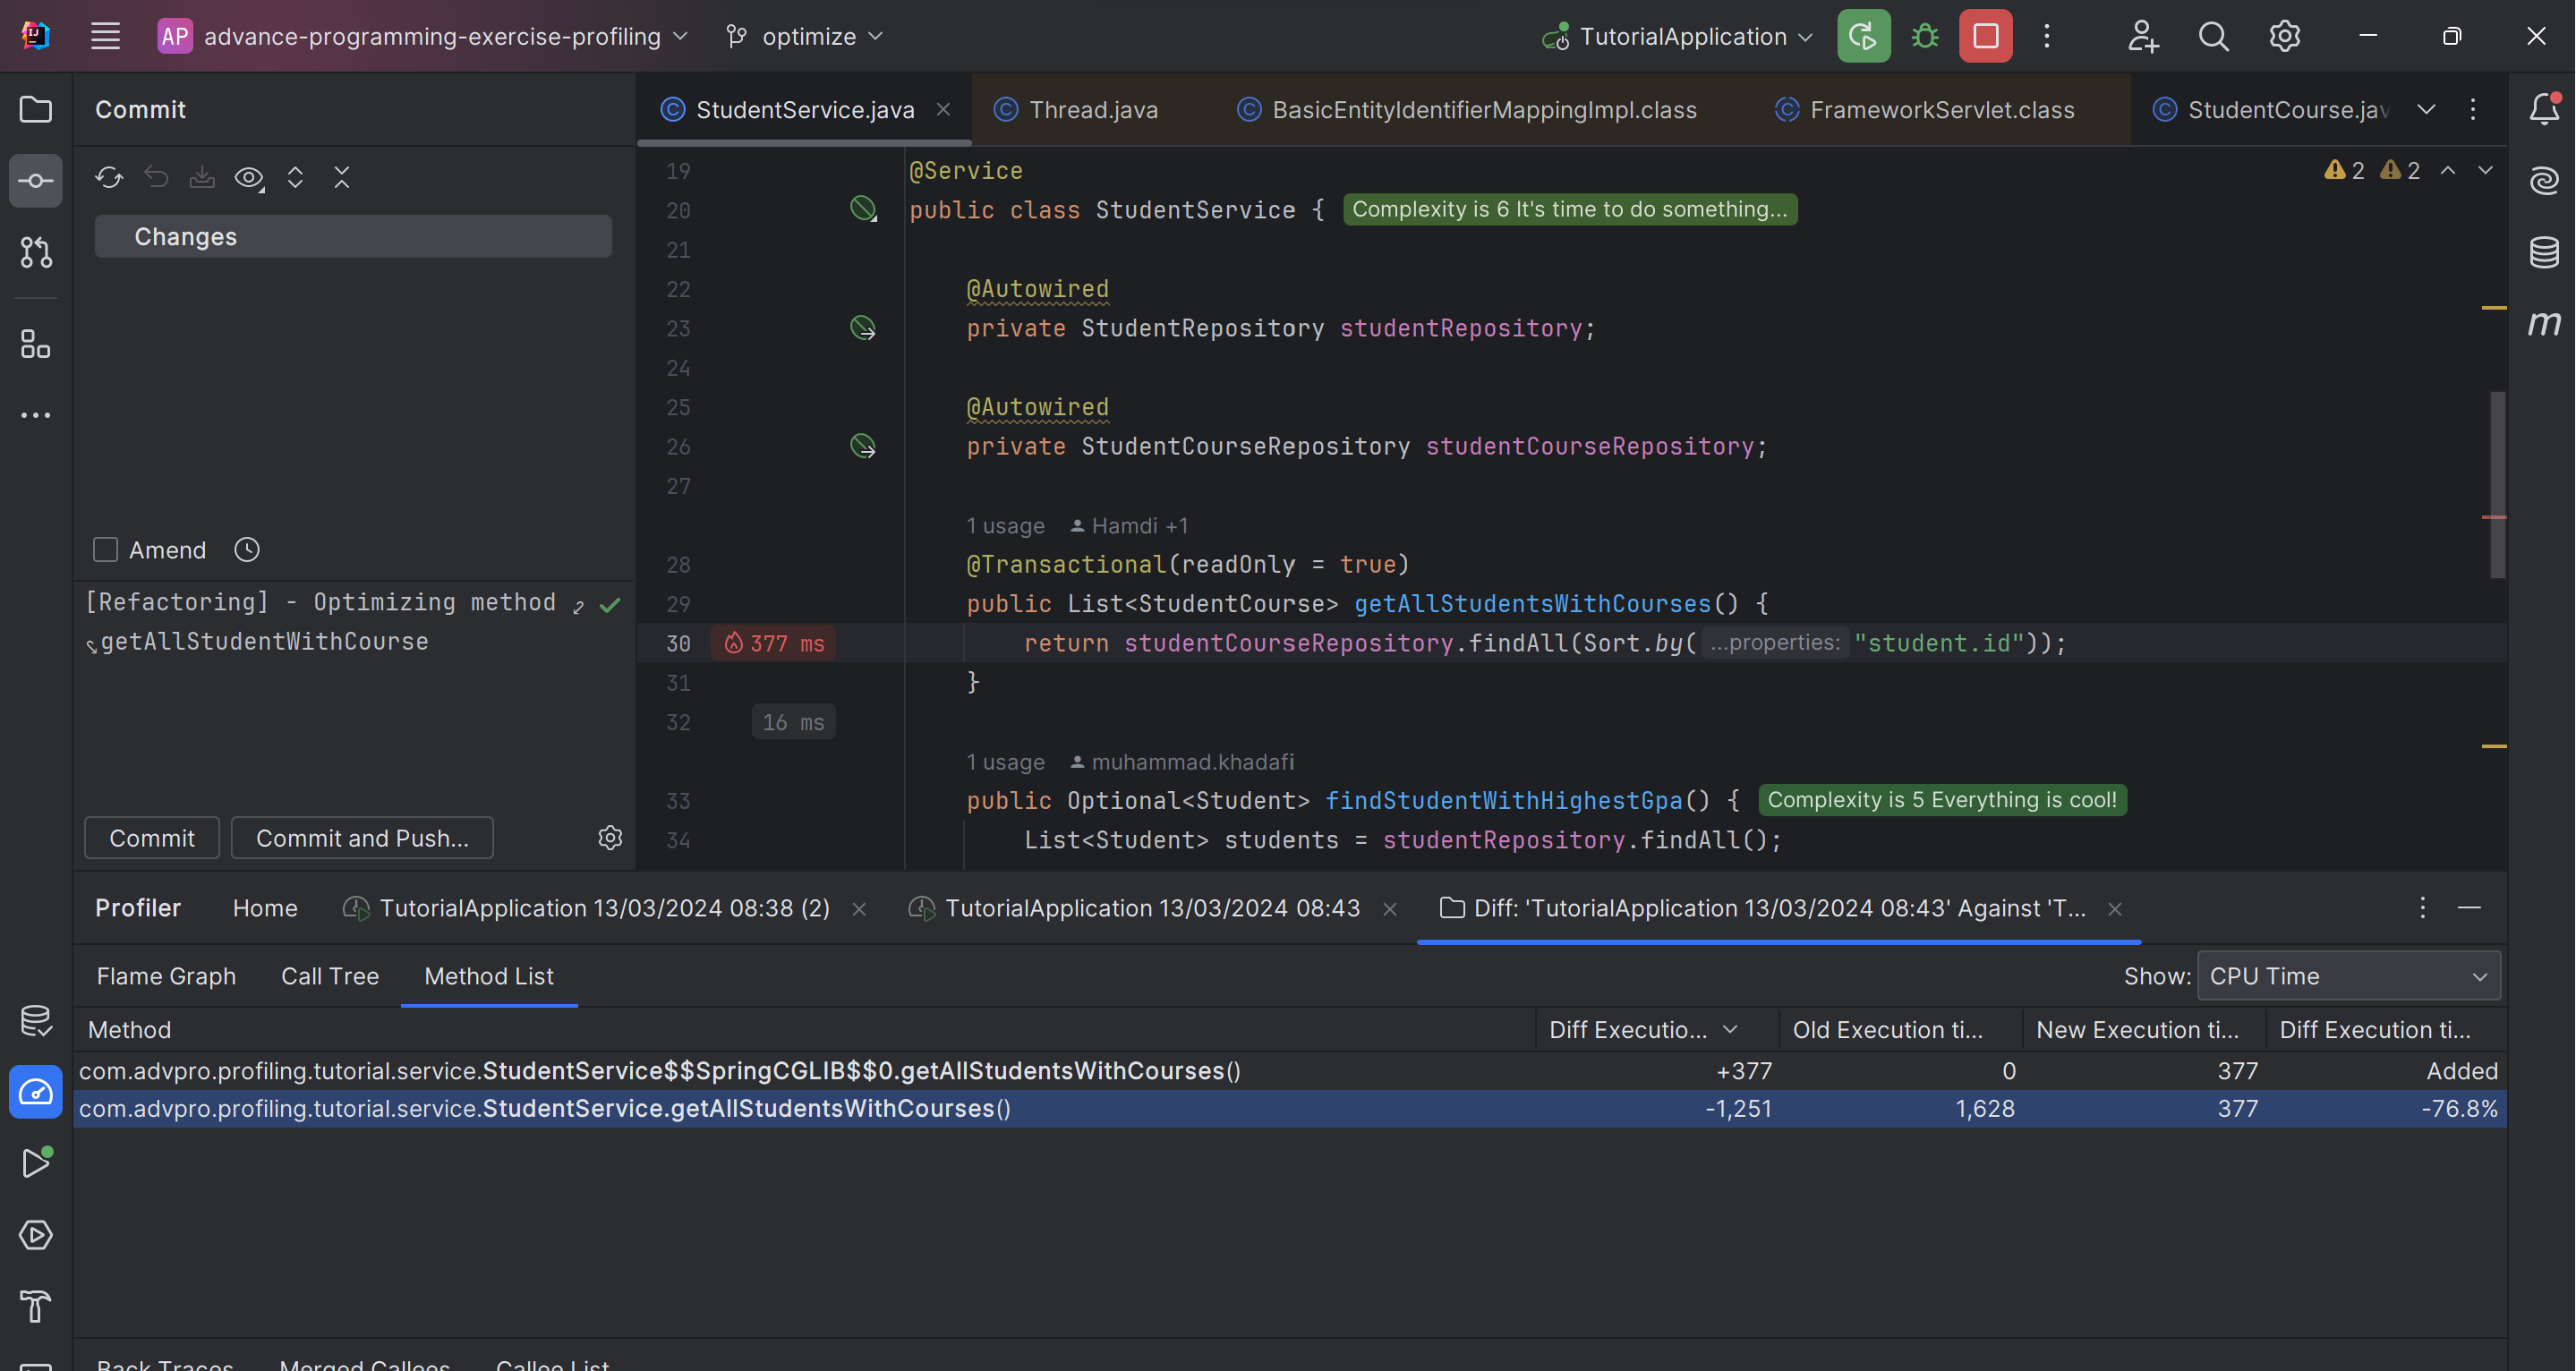 AP advance-programming-exercise-profiling optimize TutorialApplication
Commit
StudentService.java Thread.java BasicEntityIdentifierMappingImpl.class FrameworkServlet.class StudentCourse.jav
Changes
Amend
[Refactoring] - Optimizing method
getAllStudentWithCourse
Commit Commit and Push...
2 2
19 @Service
20 public class StudentService { Complexity is 6 It's time to do something...
21
22 @Autowired
23 private StudentRepository studentRepository;
24
25 @Autowired
26 private StudentCourseRepository studentCourseRepository;
27
1 usage Hamdi +1
28 @Transactional(readOnly = true)
29 public List<StudentCourse> getAllStudentsWithCourses() {
30 377 ms return studentCourseRepository.findAll(Sort.by( ...properties: "student.id"));
31 }
32 16 ms
1 usage muhammad.khadafi
33 public Optional<Student> findStudentWithHighestGpa() { Complexity is 5 Everything is cool!
34 List<Student> students = studentRepository.findAll();
m
Profiler Home TutorialApplication 13/03/2024 08:38 (2) TutorialApplication 13/03/2024 08:43 Diff: 'TutorialApplication 13/03/2024 08:43' Against 'T...
Flame Graph Call Tree Method List Show: CPU Time
Method Diff Executio... Old Execution ti... New Execution ti... Diff Execution ti...
com.advpro.profiling.tutorial.service.StudentService$$SpringCGLIB$$0.getAllStudentsWithCourses() +377 0 377 Added
com.advpro.profiling.tutorial.service.StudentService.getAllStudentsWithCourses() -1,251 1,628 377 -76.8%
Back Traces Merged Callees Callee List